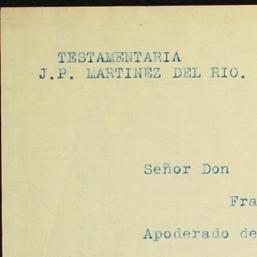 TESTAMENTARIA
J.P. MARTINEZ DEL RIO.
Señor Don
Fra
Apoderado de